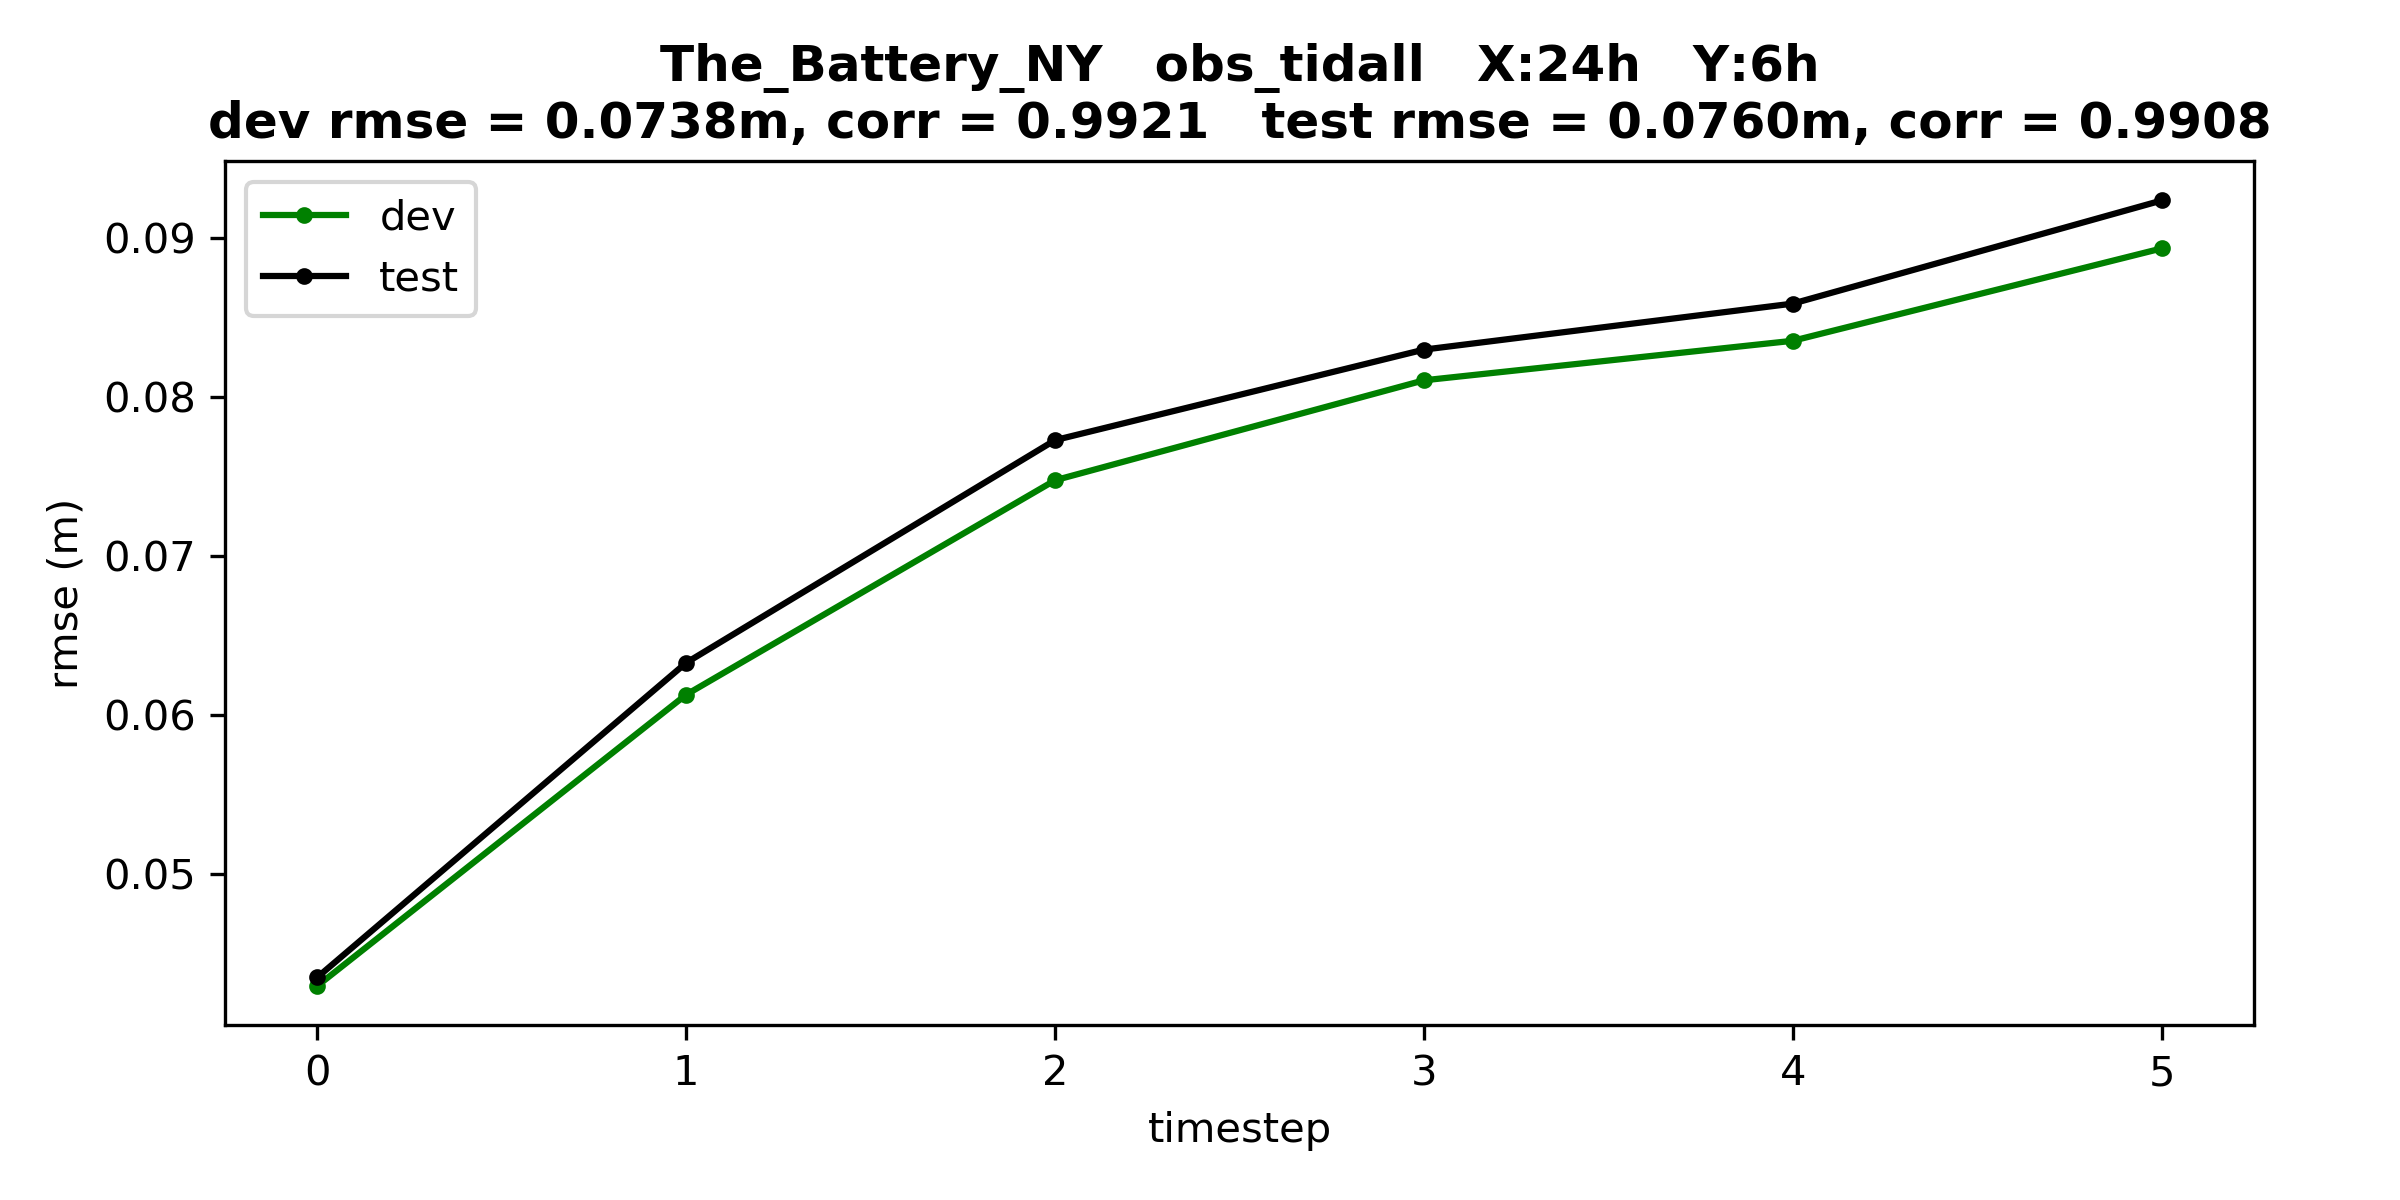 The_Battery_NY   obs_tidall   X:24h   Y:6h
dev rmse = 0.0738m, corr = 0.9921   test rmse = 0.0760m, corr = 0.9908
dev
test
0.09
0.08
0.07
0.06
0.05
rmse (m)
0 1 2 3 4 5
timestep